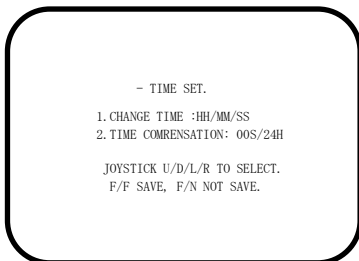 - TIME SET.
1.CHANGE TIME :HH/MM/SS
2.TIME COMRENSATION: 00S/24H
JOYSTICK U/D/L/R TO SELECT.
F/F SAVE, F/N NOT SAVE.